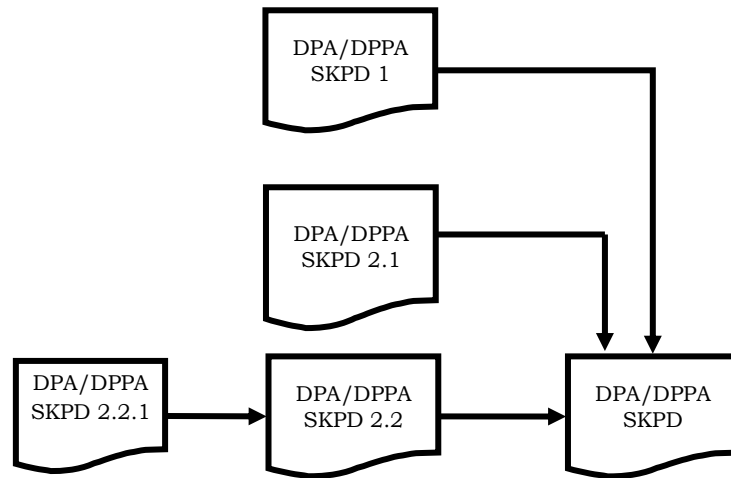 DPA/DPPA
SKPD 1
DPA/DPPA
SKPD 2.1
DPA/DPPA
SKPD 2.2.1
DPA/DPPA
SKPD 2.2
DPA/DPPA
SKPD